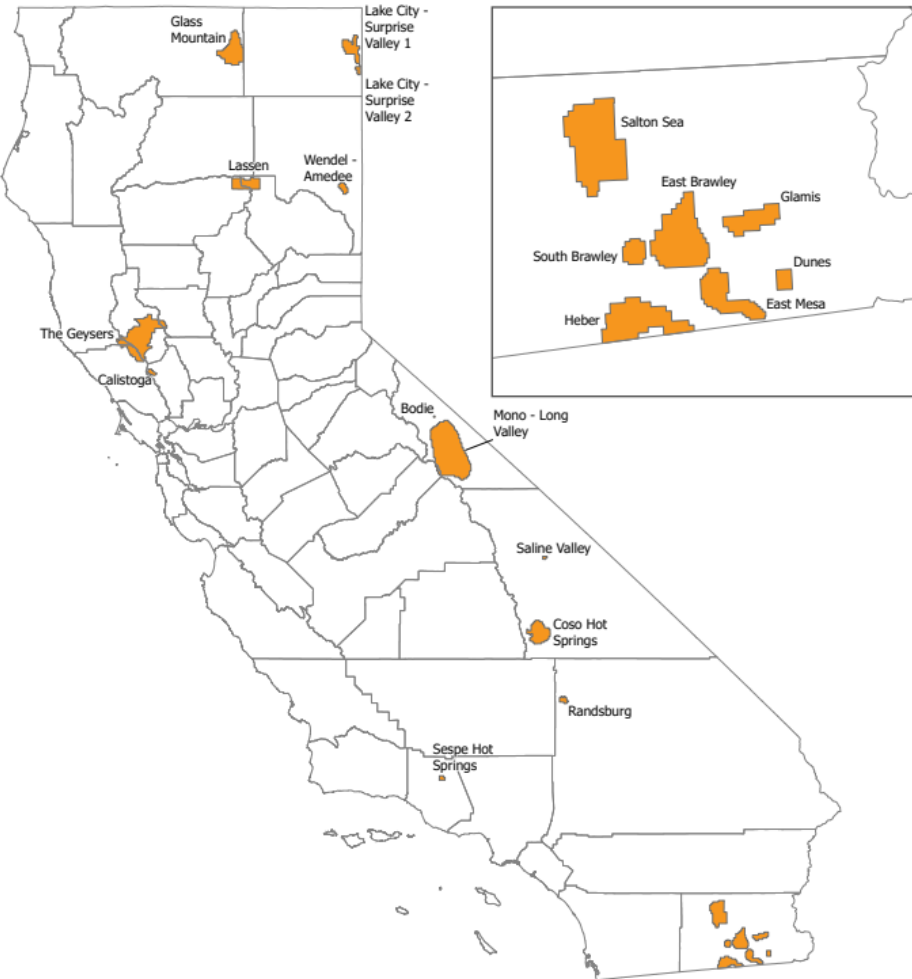 Glass
Mountain
Lake City -
Surprise
Valley 1
Lake City -
Surprise
Valley 2
Lassen
Wendel -
Amedee
The Geysers
Calistoga
Bodie
Mono - Long
Valley
Saline Valley
Coso Hot
Springs
Randsburg
Sespe Hot
Springs
Salton Sea
East Brawley
Glamis
South Brawley
Dunes
East Mesa
Heber